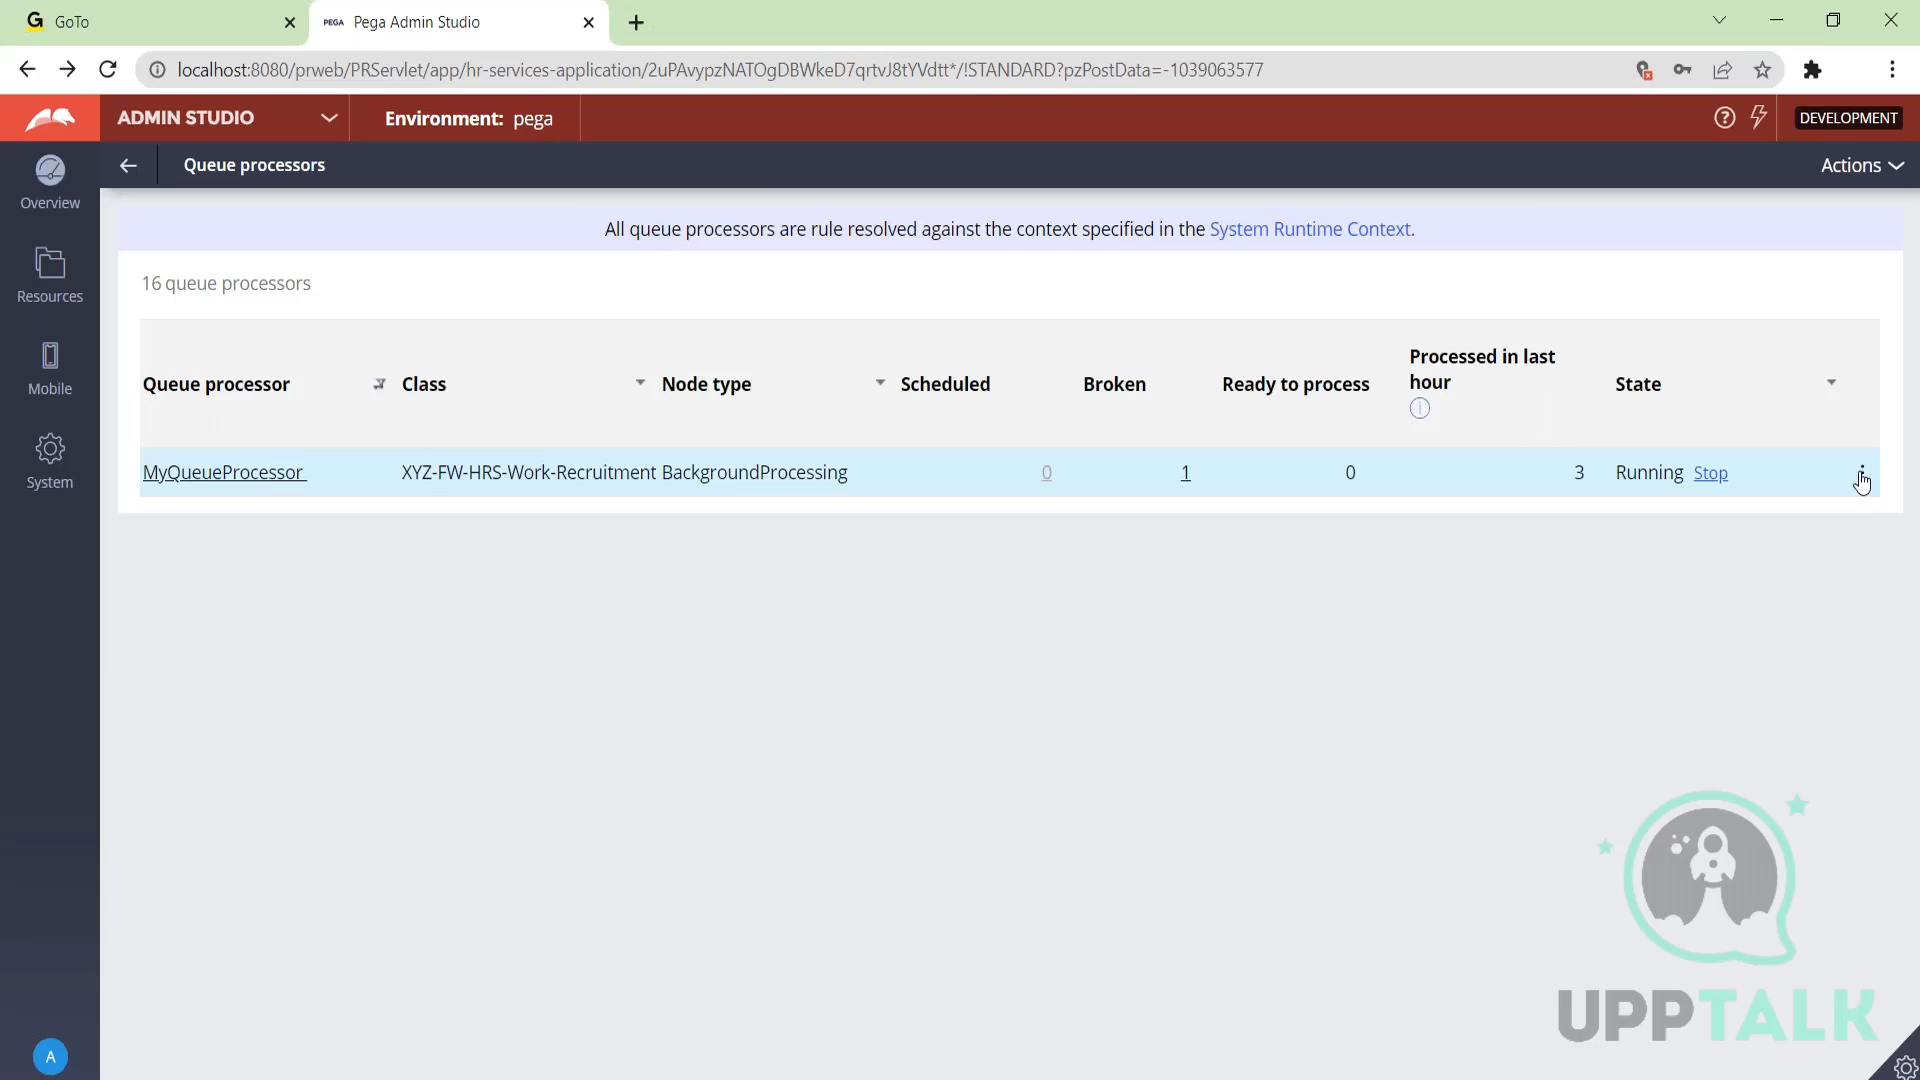 GoTo
PEGA Pega Admin Studio
localhost:8080/prweb/PRServlet/app/hr-services-application/2uPAvypzNATOgDBWkeD7qrtvJ8tYVdtt*/!STANDARD?pzPostData=-1039063577
ADMIN STUDIO
Environment: pega
DEVELOPMENT
Queue processors
Actions
Overview
Resources
Mobile
System
A
All queue processors are rule resolved against the context specified in the System Runtime Context.
16 queue processors
Queue processor Class Node type Scheduled Broken Ready to process Processed in last hour State
MyQueueProcessor XYZ-FW-HRS-Work-Recruitment BackgroundProcessing 0 1 0 3 Running Stop
UPPTALK